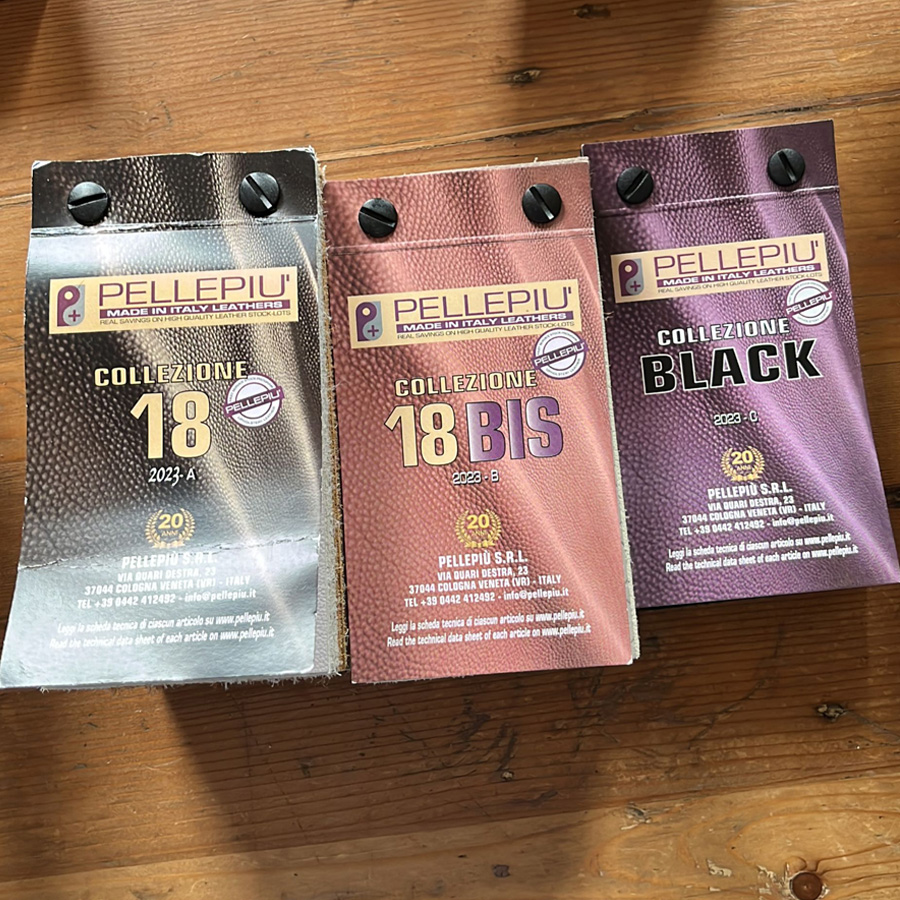 PELLEPIU'
MADE IN ITALY LEATHERS
REAL SAVINGS ON HIGH QUALITY LEATHER STOCK-LOTS
COLLEZIONE
18
PELLEPIU'
2023-A
20
ANNI
PELLEPIÙ S.R.L.
VIA QUARI DESTRA, 23
37044 COLOGNA VENETA (VR) - ITALY
TEL +39 0442 412492 - info@pellepiu.it
Leggi la scheda tecnica di ciascun articolo su www.pellepiu.it
Read the technical data sheet of each article on www.pellepiu.it
PELLEPIU'
MADE IN ITALY LEATHERS
REAL SAVINGS ON HIGH QUALITY LEATHER STOCK-LOTS
PELLEPIU'
COLLEZIONE
18 BIS
2023 - B
20
ANNI
PELLEPIÙ S.R.L.
VIA QUARI DESTRA, 23
37044 COLOGNA VENETA (VR) - ITALY
TEL +39 0442 412492 - info@pellepiu.it
Leggi la scheda tecnica di ciascun articolo su www.pellepiu.it
Read the technical data sheet of each article on www.pellepiu.it
PELLEPIU'
MADE IN ITALY LEATHERS
REAL SAVINGS ON HIGH QUALITY LEATHER STOCK-LOTS
PELLEPIU'
COLLEZIONE
BLACK
2023 - C
20
ANNI
PELLEPIÙ S.R.L.
VIA QUARI DESTRA, 23
37044 COLOGNA VENETA (VR) - ITALY
TEL +39 0442 412492 - info@pellepiu.it
Leggi la scheda tecnica di ciascun articolo su www.pellepiu.it
Read the technical data sheet of each article on www.pellepiu.it